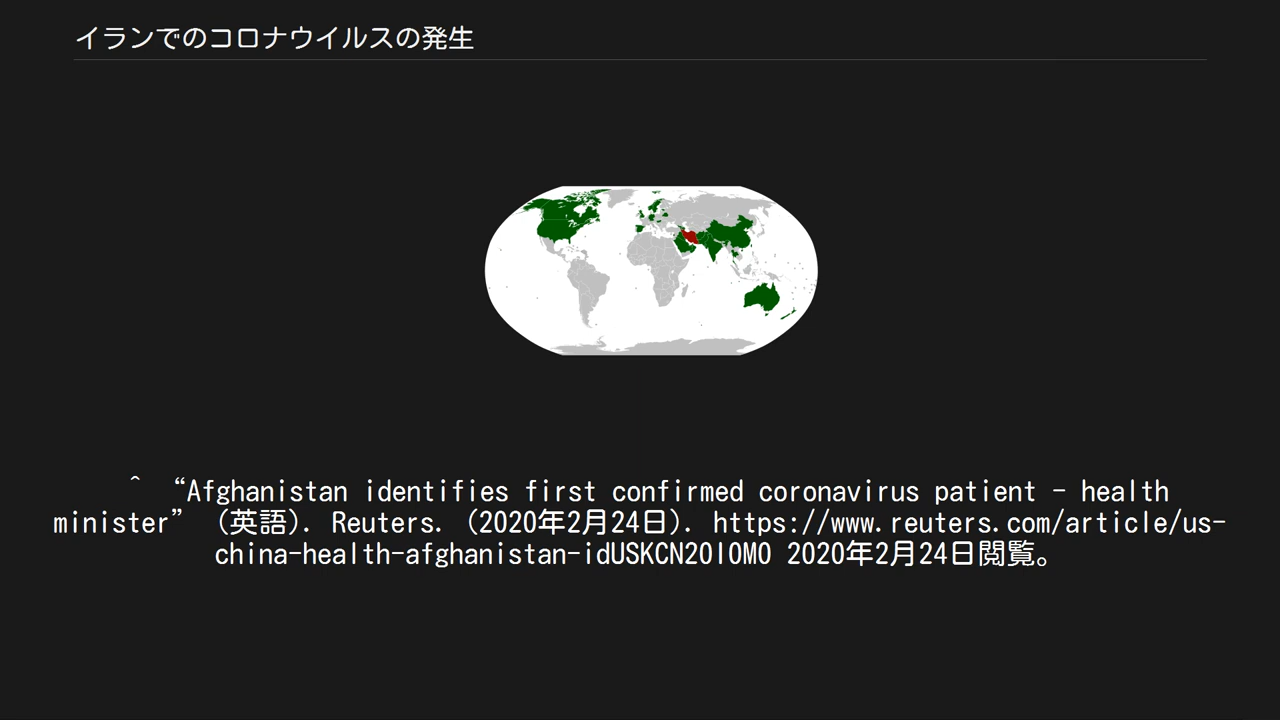 イランでのコロナウイルスの発生
^ “Afghanistan identifies first confirmed coronavirus patient - health
minister” (英語). Reuters. (2020年2月24日). https://www.reuters.com/article/us-
china-health-afghanistan-idUSKCN20I0M0 2020年2月24日閲覧。